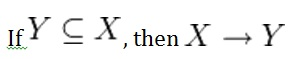 If Y ⊆ X, then X → Y